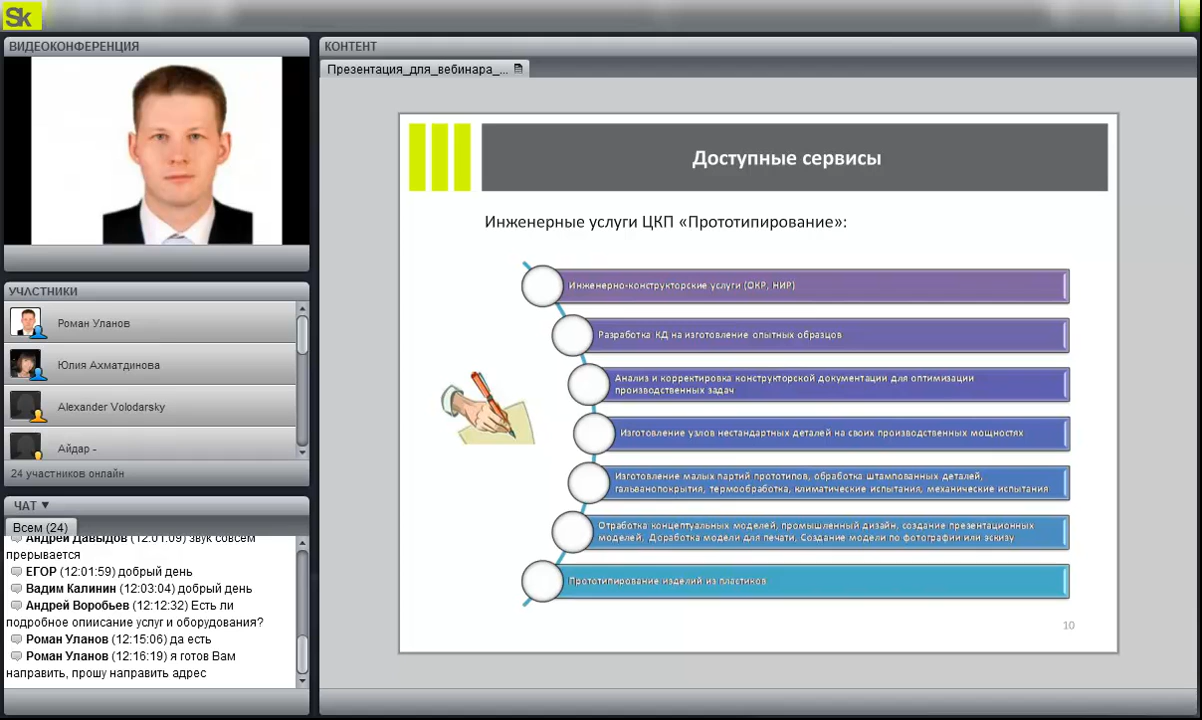 Sk
ВИДЕОКОНФЕРЕНЦИЯ
УЧАСТНИКИ
Роман Уланов
Юлия Ахматдинова
Alexander Volodarsky
Айдар -
24 участников онлайн
ЧАТ
Всем (24)
Андрей Давыдов (12:01:09) звук совсем
прерывается
ЕГОР (12:01:59) добрый день
Вадим Калинин (12:03:04) добрый день
Андрей Воробьев (12:12:32) Есть ли
подробное опиисание услуг и оборудования?
Роман Уланов (12:15:06) да есть
Роман Уланов (12:16:19) я готов Вам
направить, прошу направить адрес
КОНТЕНТ
Презентация_для_вебинара_...
Доступные сервисы
Инженерные услуги ЦКП «Прототипирование»:
Инженерно-конструкторские услуги (ОКР, НИР)
Разработка КД на изготовление опытных образцов
Анализ и корректировка конструкторской документации для оптимизации
производственных задач
Изготовление узлов нестандартных деталей на своих производственных мощностях
Изготовление малых партий прототипов, обработка штампованных деталей,
гальванопокрытия, термообработка, климатические испытания, механические испытания
Отработка концептуальных моделей, промышленный дизайн, создание презентационных
моделей, Доработка модели для печати, Создание модели по фотографии или эскизу
Прототипирование изделий из пластиков
10